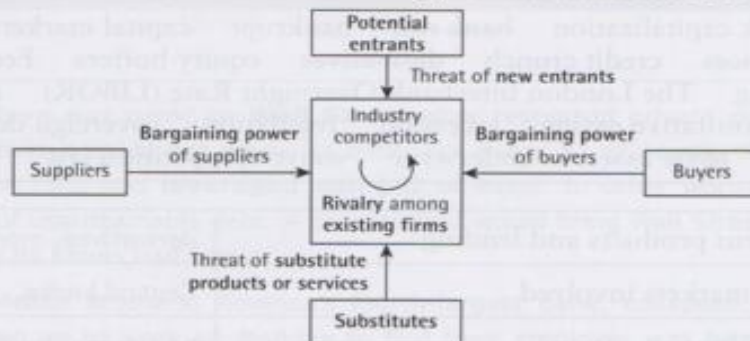 Potential
entrants
Threat of new entrants
Industry
competitors
Bargaining power
of suppliers
Bargaining power
of buyers
Suppliers
Buyers
Rivalry among
existing firms
Threat of substitute
products or services
Substitutes